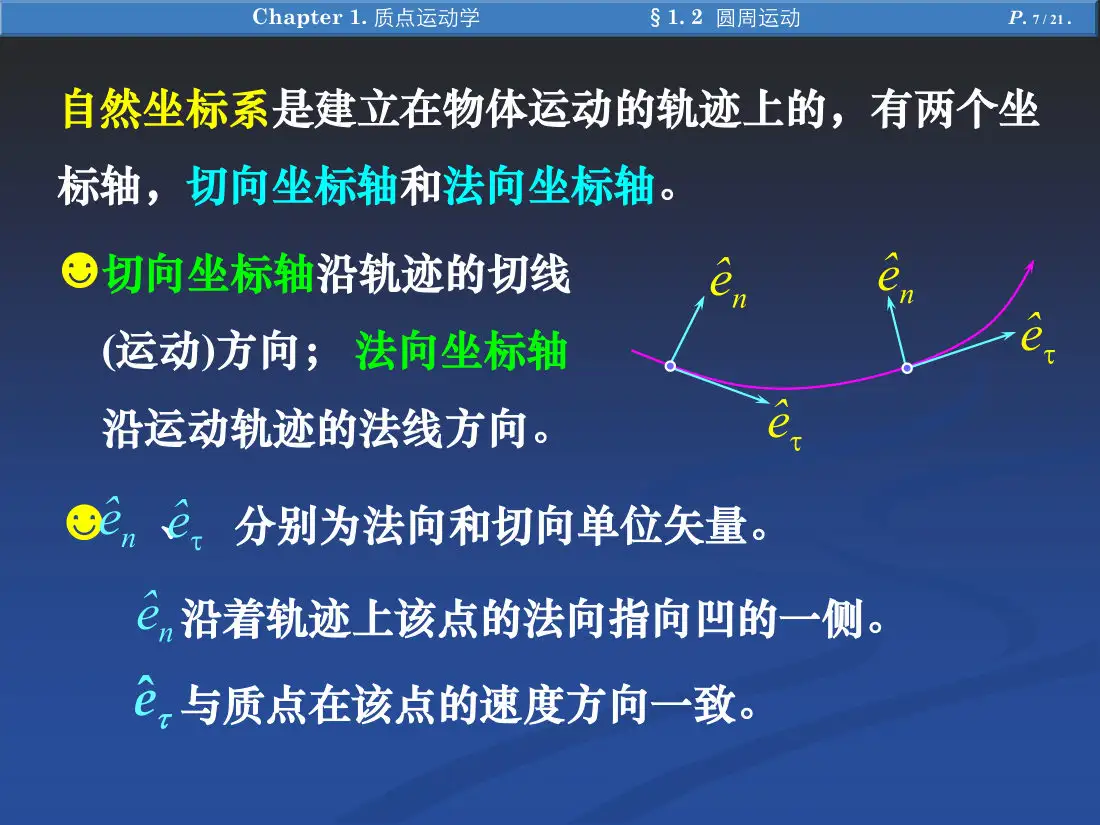 Chapter 1. 质点运动学 § 1. 2 圆周运动 P. 7 / 21 .
自然坐标系是建立在物体运动的轨迹上的，有两个坐
标轴，切向坐标轴和法向坐标轴。
切向坐标轴沿轨迹的切线
(运动)方向； 法向坐标轴
沿运动轨迹的法线方向。
ê_n ê_n
ê_τ
ê_τ
ê_n 、ê_τ 分别为法向和切向单位矢量。
ê_n 沿着轨迹上该点的法向指向凹的一侧。
ê_τ 与质点在该点的速度方向一致。